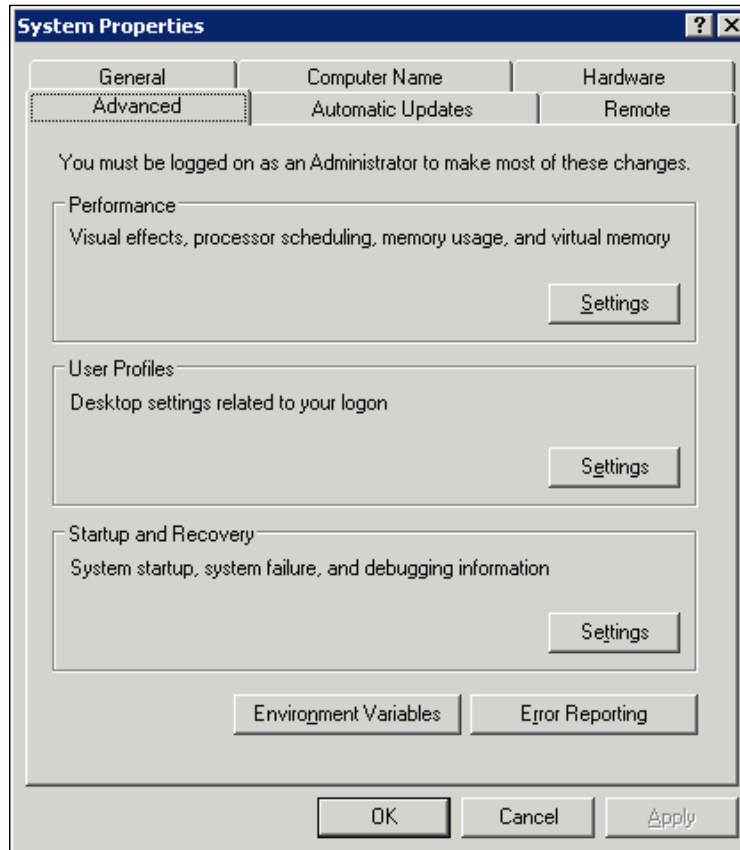 System Properties
General
Computer Name
Hardware
Advanced
Automatic Updates
Remote
You must be logged on as an Administrator to make most of these changes.
Performance
Visual effects, processor scheduling, memory usage, and virtual memory
Settings
User Profiles
Desktop settings related to your logon
Settings
Startup and Recovery
System startup, system failure, and debugging information
Settings
Environment Variables
Error Reporting
OK
Cancel
Apply